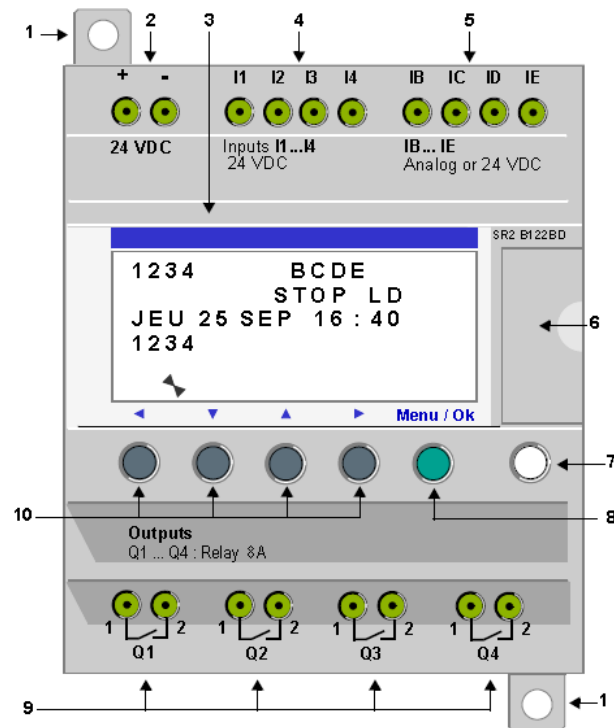 1 2 3 4 5
+ - I1 I2 I3 I4 IB IC ID IE
24 VDC Inputs I1...I4 IB... IE
24 VDC Analog or 24 VDC
SR2 B122BD
1234 BCDE
STOP LD
JEU 25 SEP 16 : 40
1234
6
Menu / Ok
7
10 8
Outputs
Q1 ... Q4 : Relay 8A
1 2 1 2 1 2 1 2
Q1 Q2 Q3 Q4
9 1